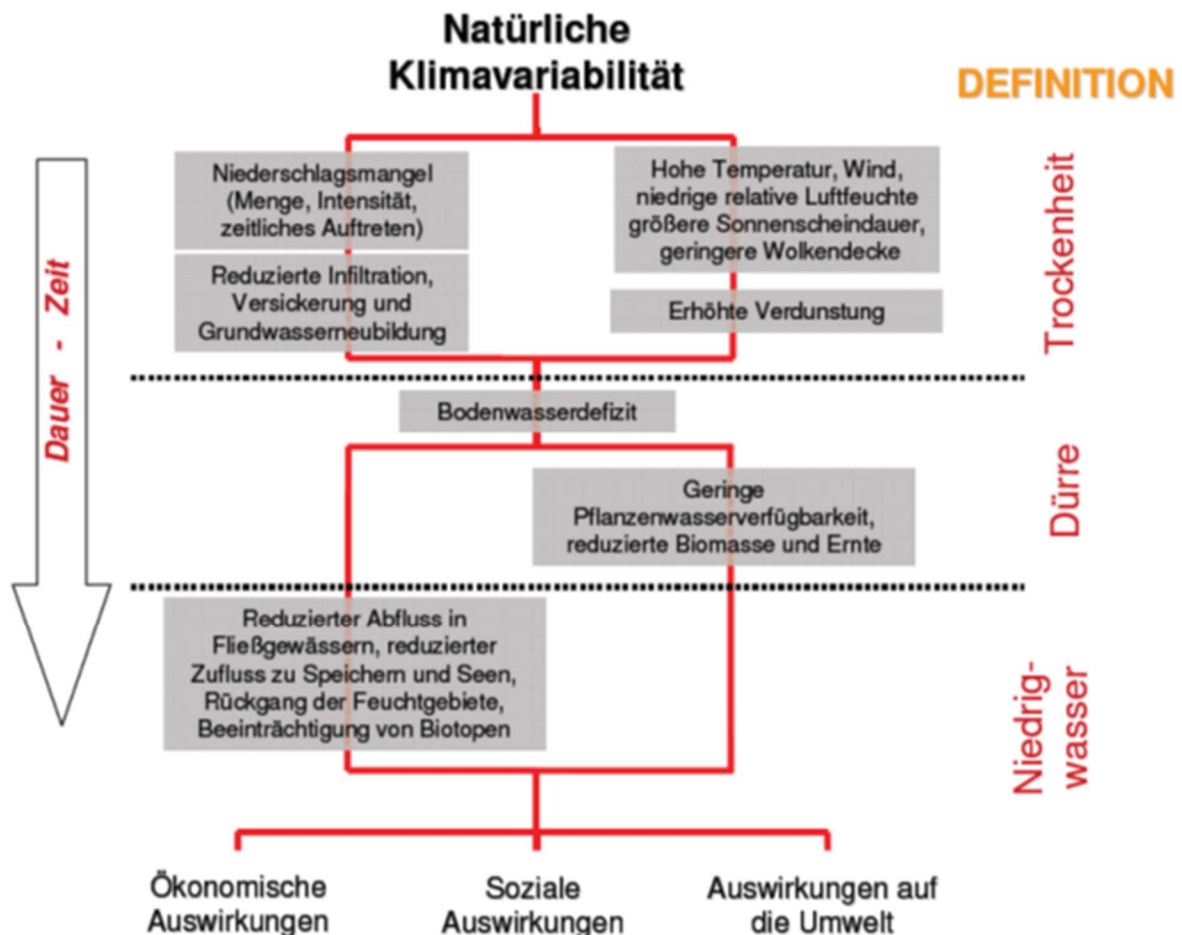 Natürliche
Klimavariabilität
DEFINITION
Niederschlagsmangel
(Menge, Intensität,
zeitliches Auftreten)
Hohe Temperatur, Wind,
niedrige relative Luftfeuchte
größere Sonnenscheindauer,
geringere Wolkendecke
Reduzierte Infiltration,
Versickerung und
Grundwasserneubildung
Erhöhte Verdunstung
Trockenheit
Dauer - Zeit
Bodenwasserdefizit
Geringe
Pflanzenwasserverfügbarkeit,
reduzierte Biomasse und Ernte
Dürre
Reduzierter Abfluss in
Fließgewässern, reduzierter
Zufluss zu Speichern und Seen,
Rückgang der Feuchtgebiete,
Beeinträchtigung von Biotopen
Niedrig-
wasser
Ökonomische
Auswirkungen
Soziale
Auswirkungen
Auswirkungen auf
die Umwelt